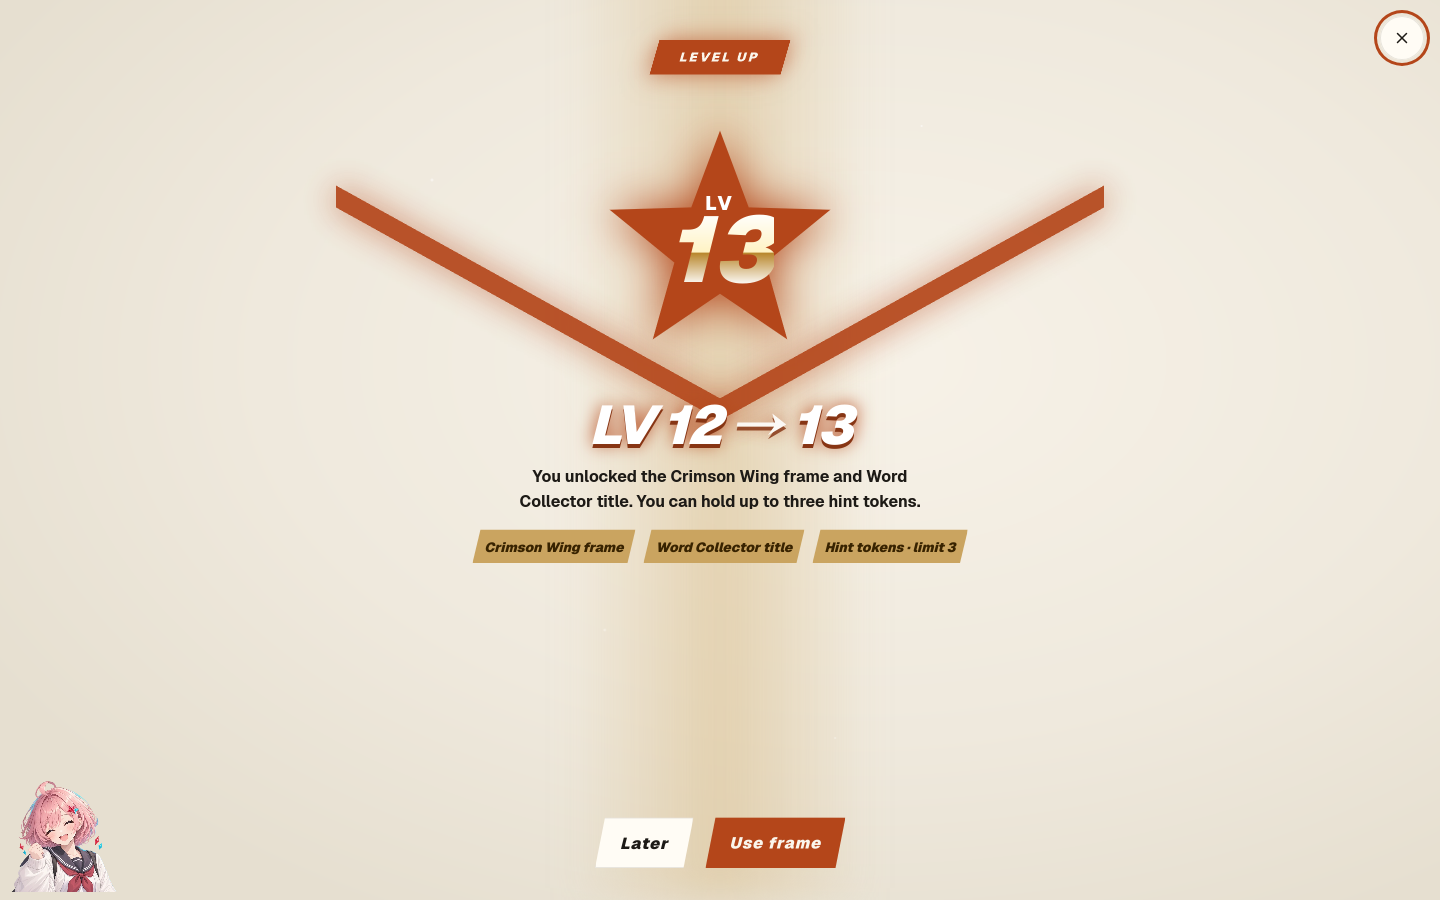 LEVEL UP
LV
13
LV 12 → 13
You unlocked the Crimson Wing frame and Word
Collector title. You can hold up to three hint tokens.
Crimson Wing frame
Word Collector title
Hint tokens · limit 3
Later
Use frame